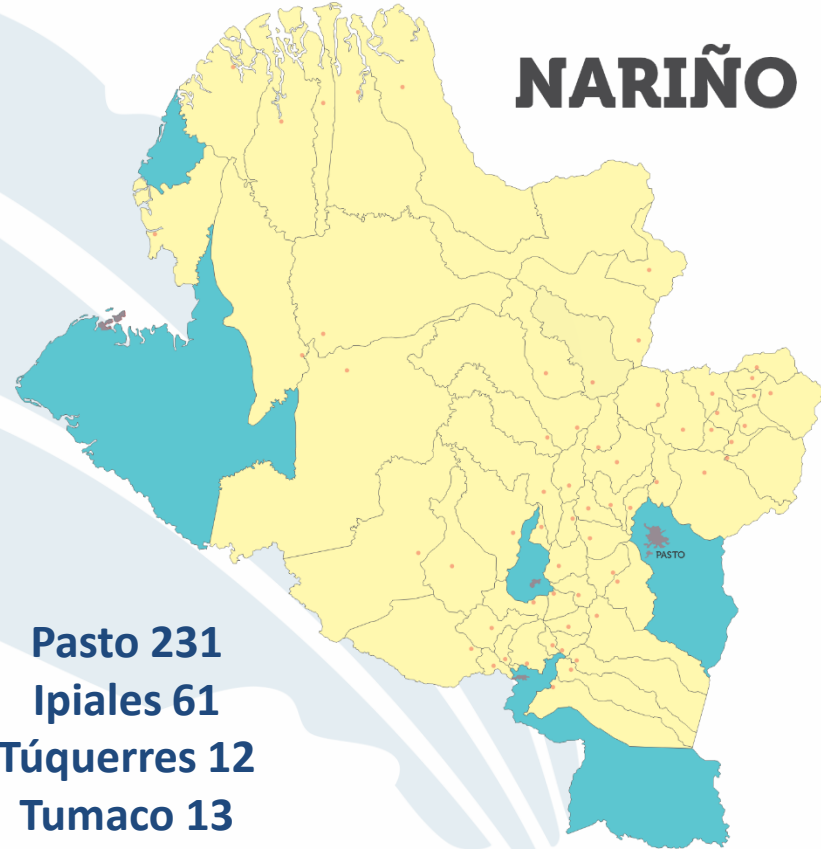 NARIÑO
PASTO
Pasto 231
Ipiales 61
Túquerres 12
Tumaco 13